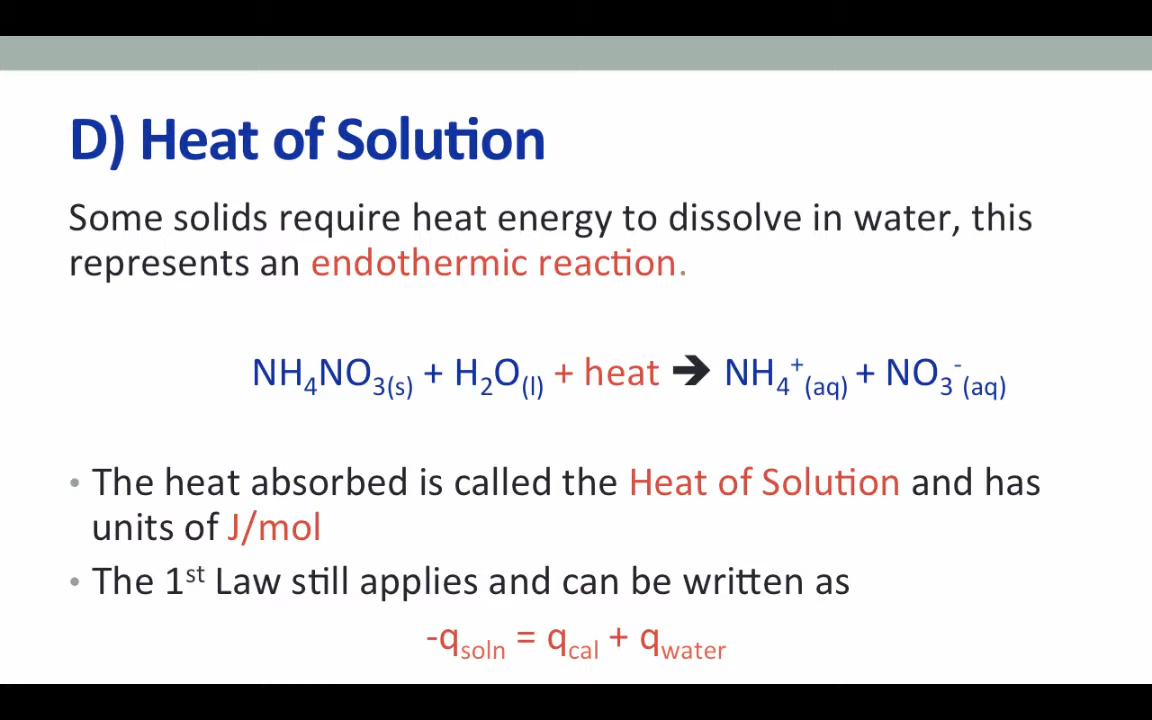 D) Heat of Solution
Some solids require heat energy to dissolve in water, this
represents an endothermic reaction.
NH₄NO₃(s) + H₂O(l) + heat ➔ NH₄⁺(aq) + NO₃⁻(aq)
• The heat absorbed is called the Heat of Solution and has
units of J/mol
• The 1st Law still applies and can be written as
-qsoln = qcal + qwater